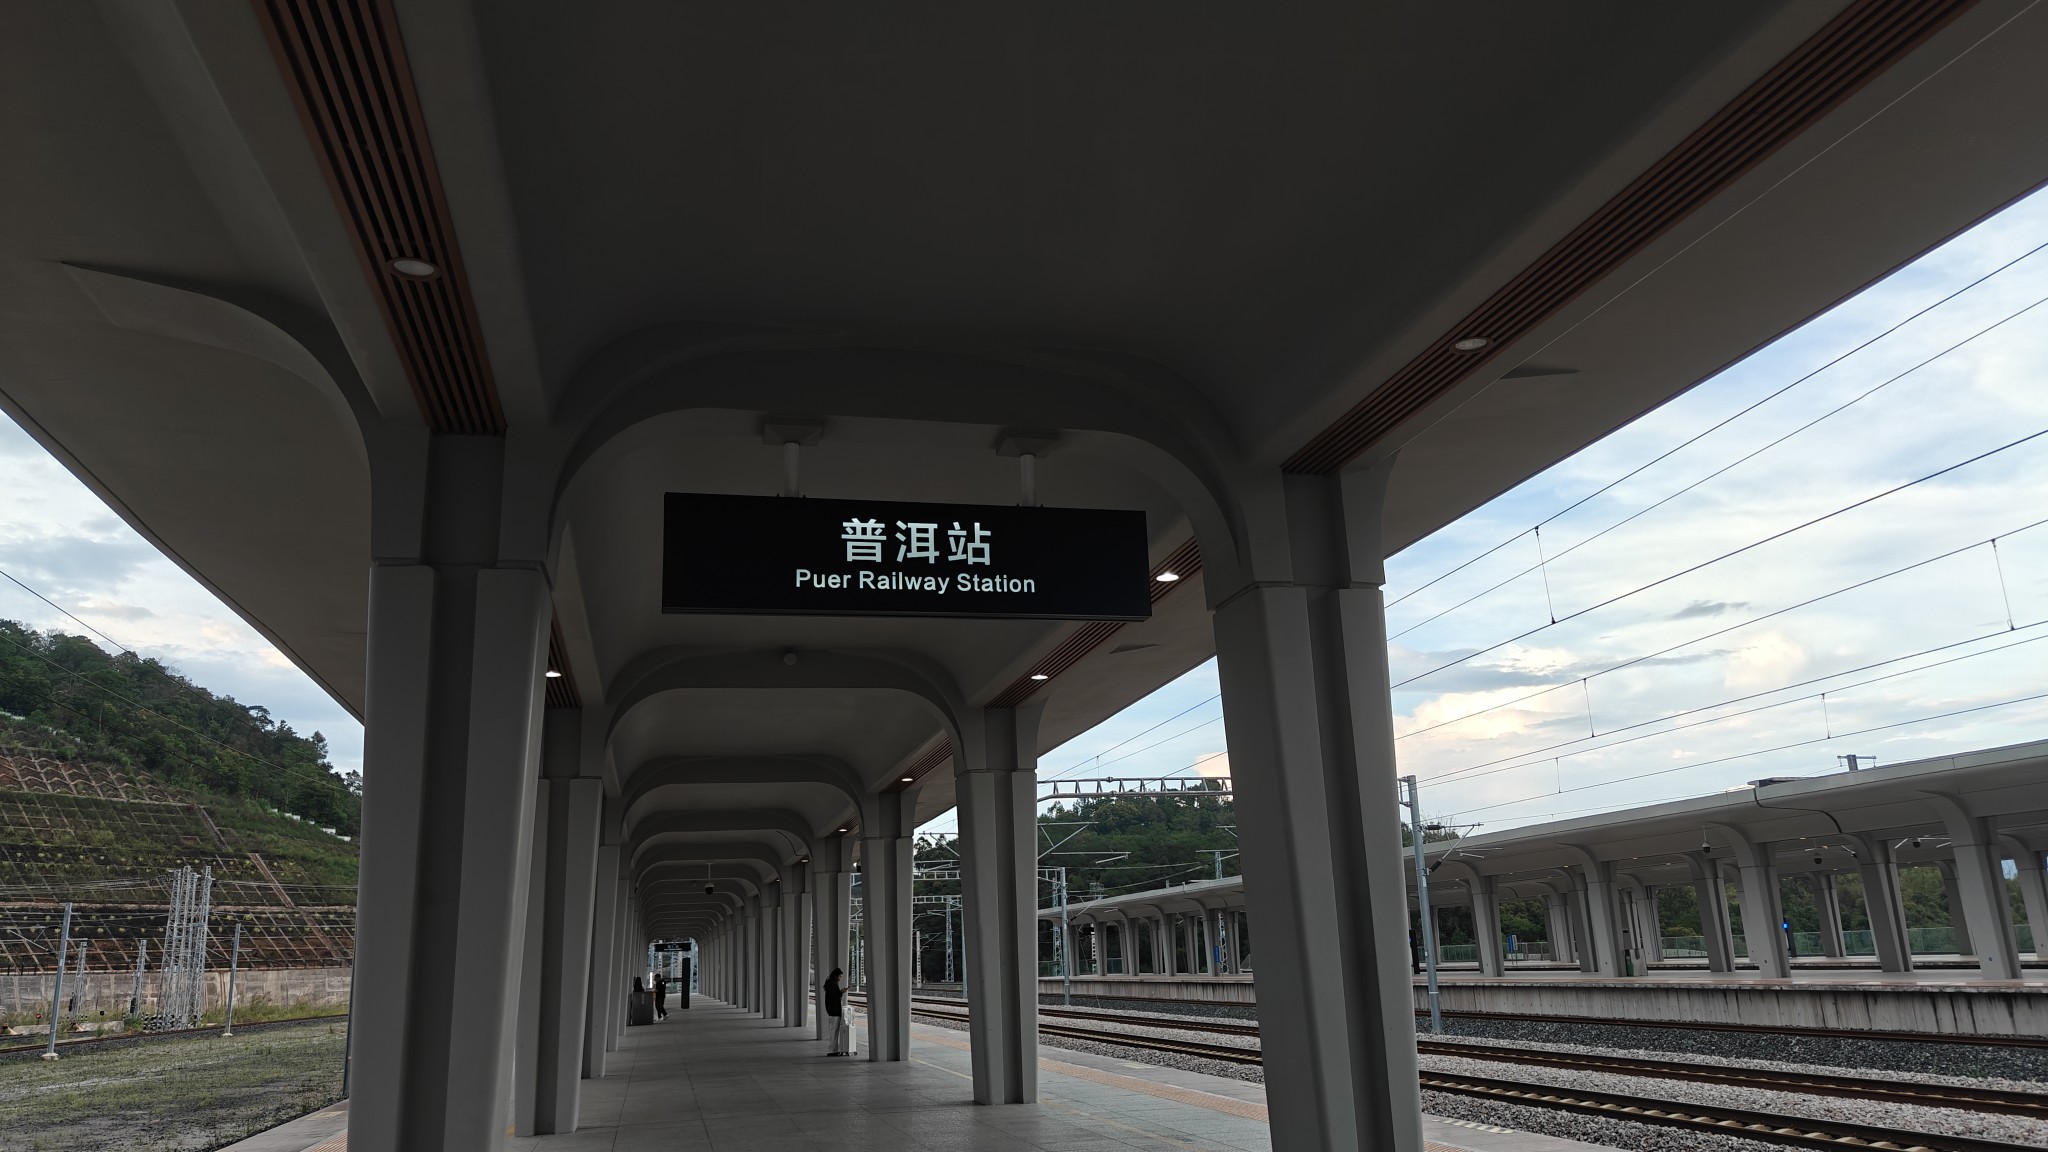 普洱站
Puer Railway Station